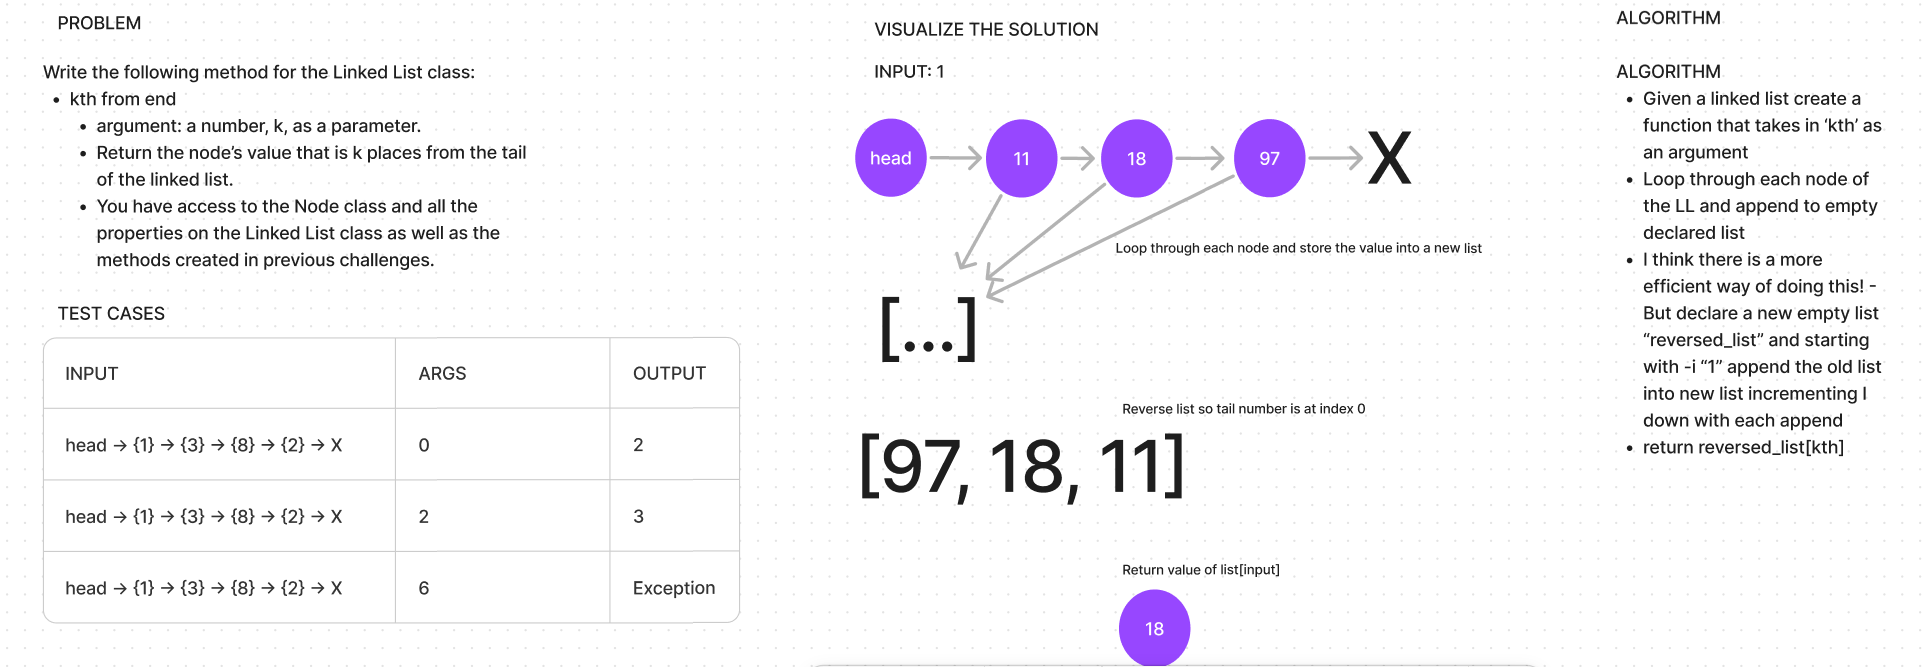 PROBLEM
Write the following method for the Linked List class:
• kth from end
• argument: a number, k, as a parameter.
• Return the node’s value that is k places from the tail
of the linked list.
• You have access to the Node class and all the
properties on the Linked List class as well as the
methods created in previous challenges.
TEST CASES
INPUT ARGS OUTPUT
head → {1} → {3} → {8} → {2} → X 0 2
head → {1} → {3} → {8} → {2} → X 2 3
head → {1} → {3} → {8} → {2} → X 6 Exception
VISUALIZE THE SOLUTION
INPUT: 1
head 11 18 97 X
Loop through each node and store the value into a new list
[...]
Reverse list so tail number is at index 0
[97, 18, 11]
Return value of list[input]
18
ALGORITHM
ALGORITHM
• Given a linked list create a
function that takes in ‘kth’ as
an argument
• Loop through each node of
the LL and append to empty
declared list
• I think there is a more
efficient way of doing this! -
But declare a new empty list
“reversed_list” and starting
with -i “1” append the old list
into new list incrementing I
down with each append
• return reversed_list[kth]